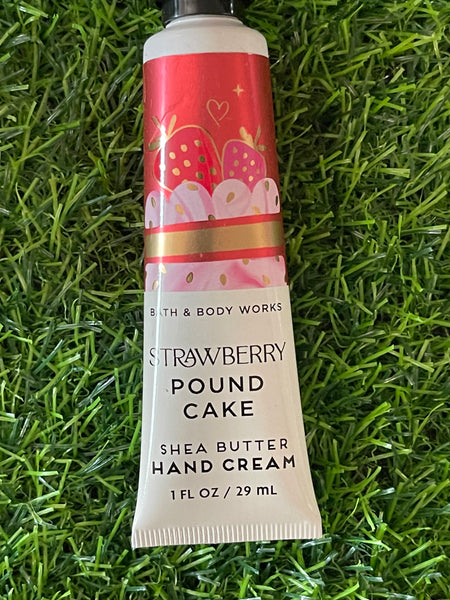 BATH & BODY WORKS
STRAWBERRY
POUND
CAKE
SHEA BUTTER
HAND CREAM
1 FL OZ / 29 mL